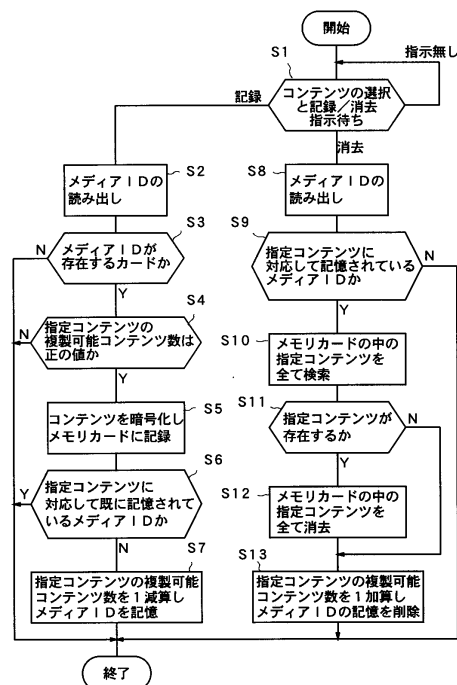 開始
S1
指示無し
コンテンツの選択
と記録／消去
指示待ち
記録
消去
S2
メディアＩＤの
読み出し
S3
メディアＩＤが
存在するカードか
N
Y
S4
指定コンテンツの
複製可能コンテンツ数は
正の値か
N
Y
S5
コンテンツを暗号化し
メモリカードに記録
S6
指定コンテンツに
対応して既に記憶されて
いるメディアＩＤか
Y
N
S7
指定コンテンツの複製可能
コンテンツ数を１減算し
メディアＩＤを記憶
S8
メディアＩＤの
読み出し
S9
指定コンテンツに
対応して記憶されている
メディアＩＤか
N
Y
S10
メモリカードの中の
指定コンテンツを
全て検索
S11
指定コンテンツが
存在するか
N
Y
S12
メモリカードの中の
指定コンテンツを
全て消去
S13
指定コンテンツの複製可能
コンテンツ数を１加算し
メディアＩＤの記憶を削除
終了